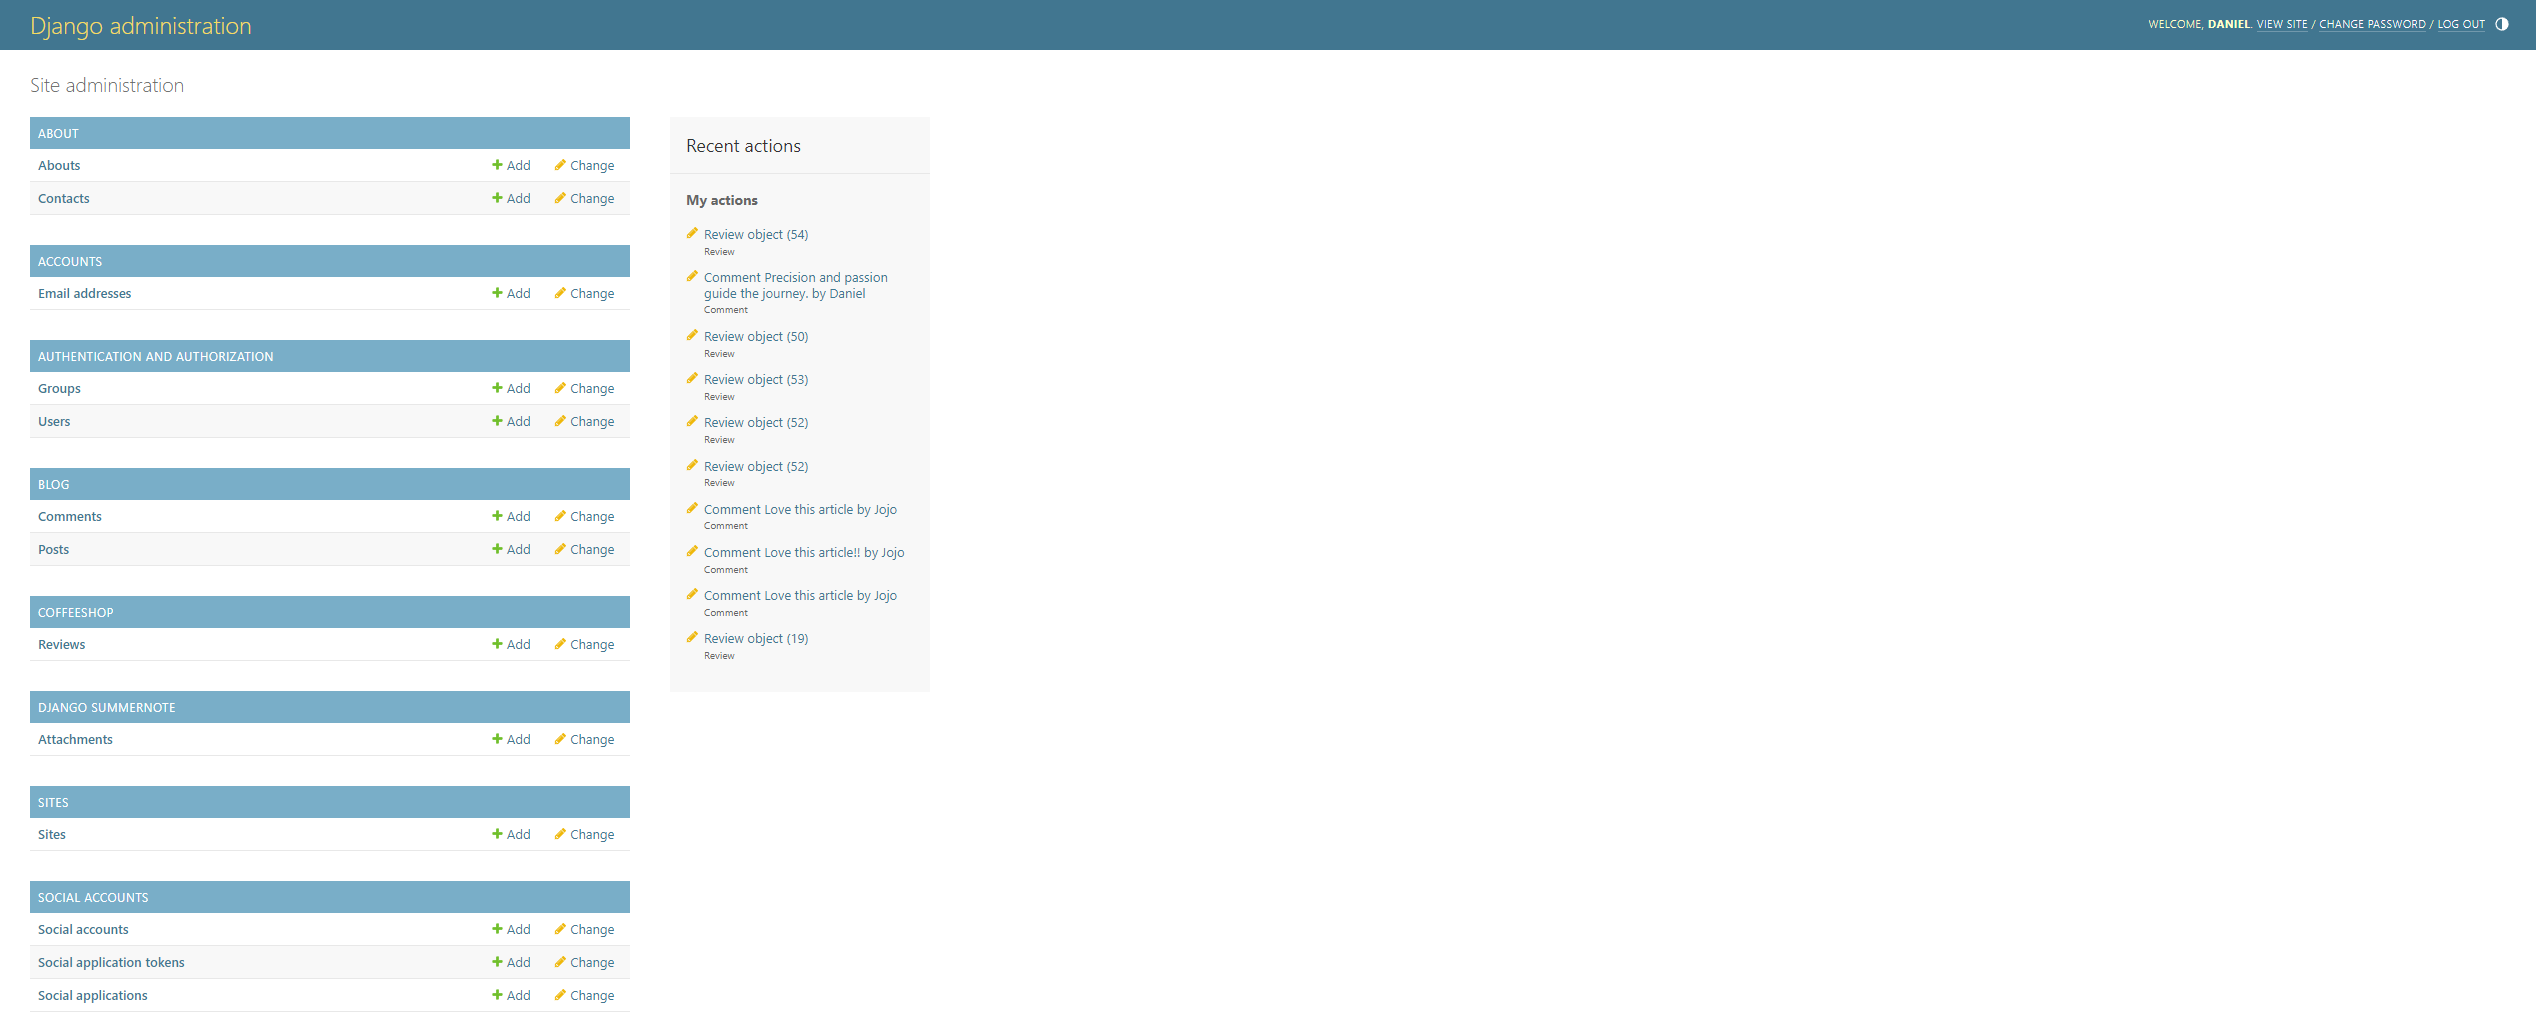 Django administration
WELCOME, DANIEL. VIEW SITE / CHANGE PASSWORD / LOG OUT
Site administration
ABOUT
Abouts Add Change
Contacts Add Change
ACCOUNTS
Email addresses Add Change
AUTHENTICATION AND AUTHORIZATION
Groups Add Change
Users Add Change
BLOG
Comments Add Change
Posts Add Change
COFFEESHOP
Reviews Add Change
DJANGO SUMMERNOTE
Attachments Add Change
SITES
Sites Add Change
SOCIAL ACCOUNTS
Social accounts Add Change
Social application tokens Add Change
Social applications Add Change
Recent actions
My actions
Review object (54)
Review
Comment Precision and passion
guide the journey. by Daniel
Comment
Review object (50)
Review
Review object (53)
Review
Review object (52)
Review
Review object (52)
Review
Comment Love this article by Jojo
Comment
Comment Love this article!! by Jojo
Comment
Comment Love this article by Jojo
Comment
Review object (19)
Review